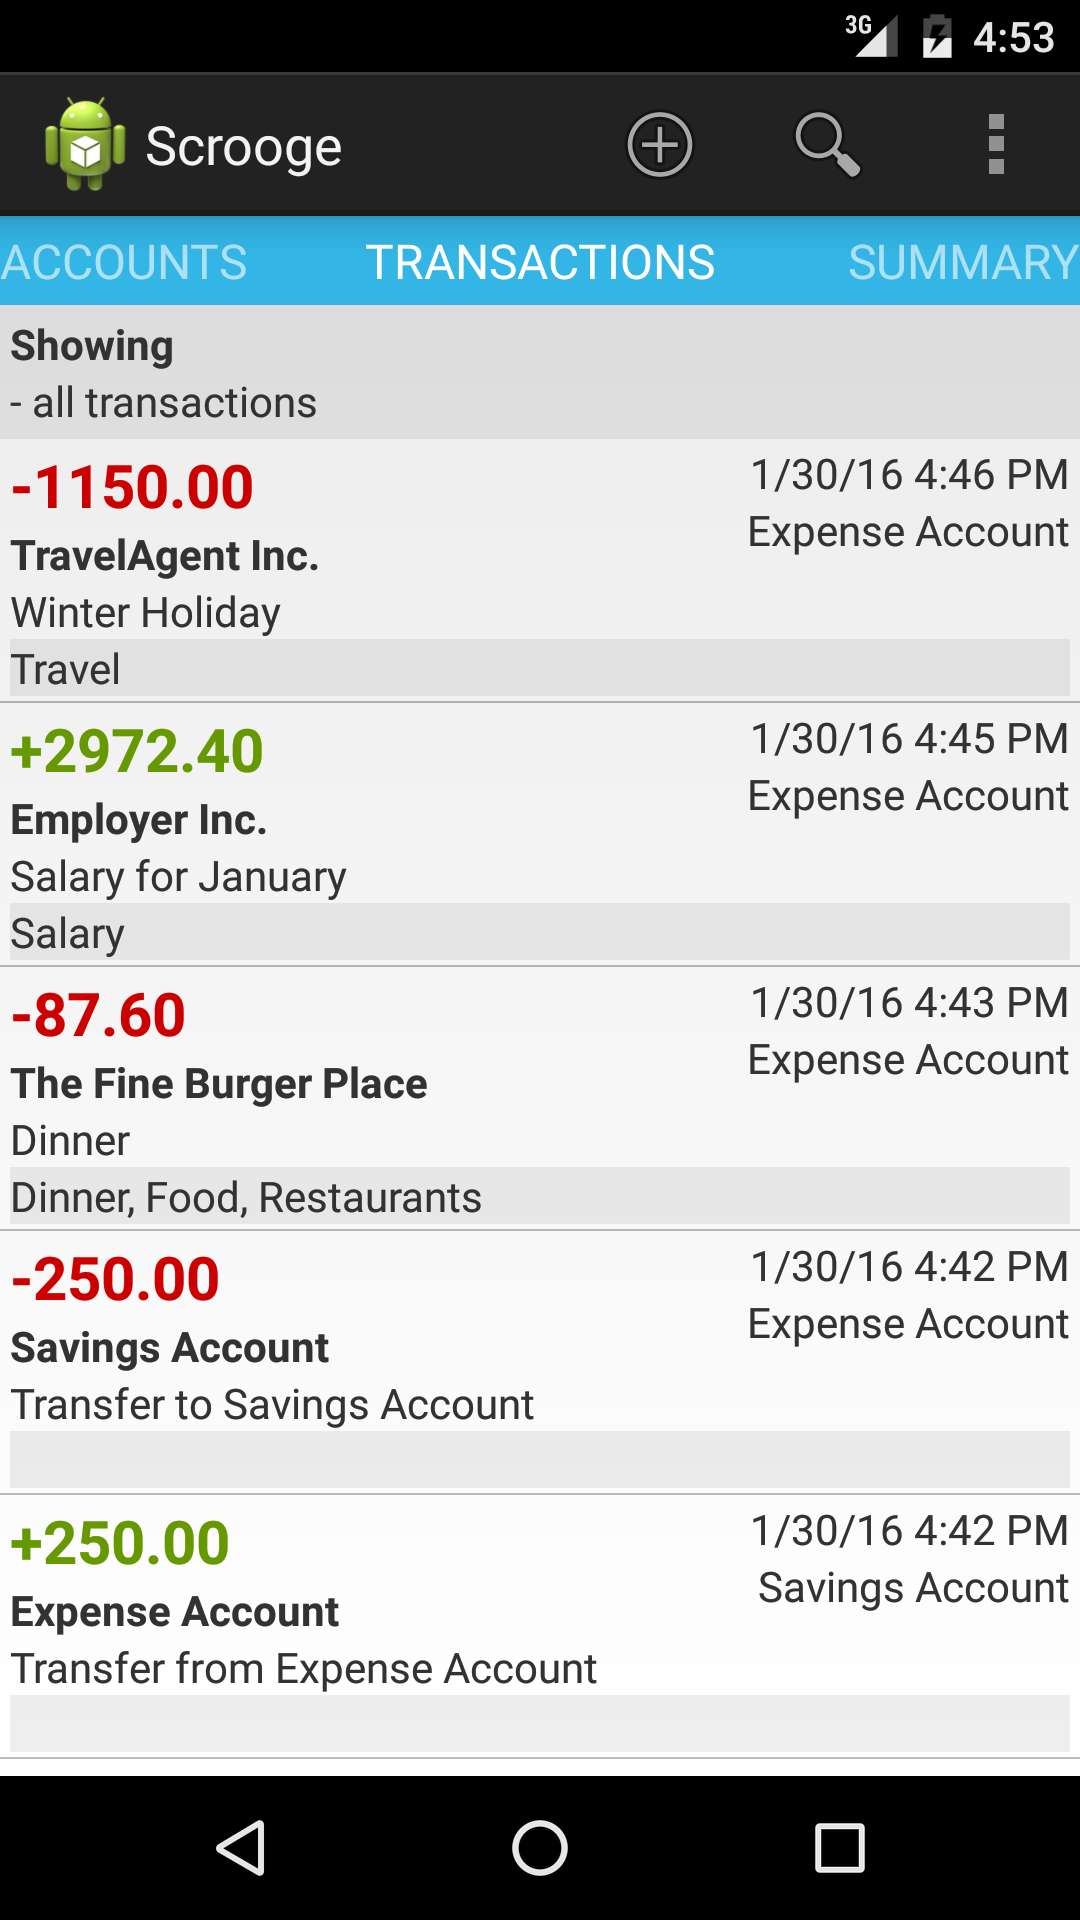 3G 4:53
Scrooge
ACCOUNTS TRANSACTIONS SUMMARY
Showing
- all transactions
-1150.00 1/30/16 4:46 PM
TravelAgent Inc. Expense Account
Winter Holiday
Travel
+2972.40 1/30/16 4:45 PM
Employer Inc. Expense Account
Salary for January
Salary
-87.60 1/30/16 4:43 PM
The Fine Burger Place Expense Account
Dinner
Dinner, Food, Restaurants
-250.00 1/30/16 4:42 PM
Savings Account Expense Account
Transfer to Savings Account
+250.00 1/30/16 4:42 PM
Expense Account Savings Account
Transfer from Expense Account